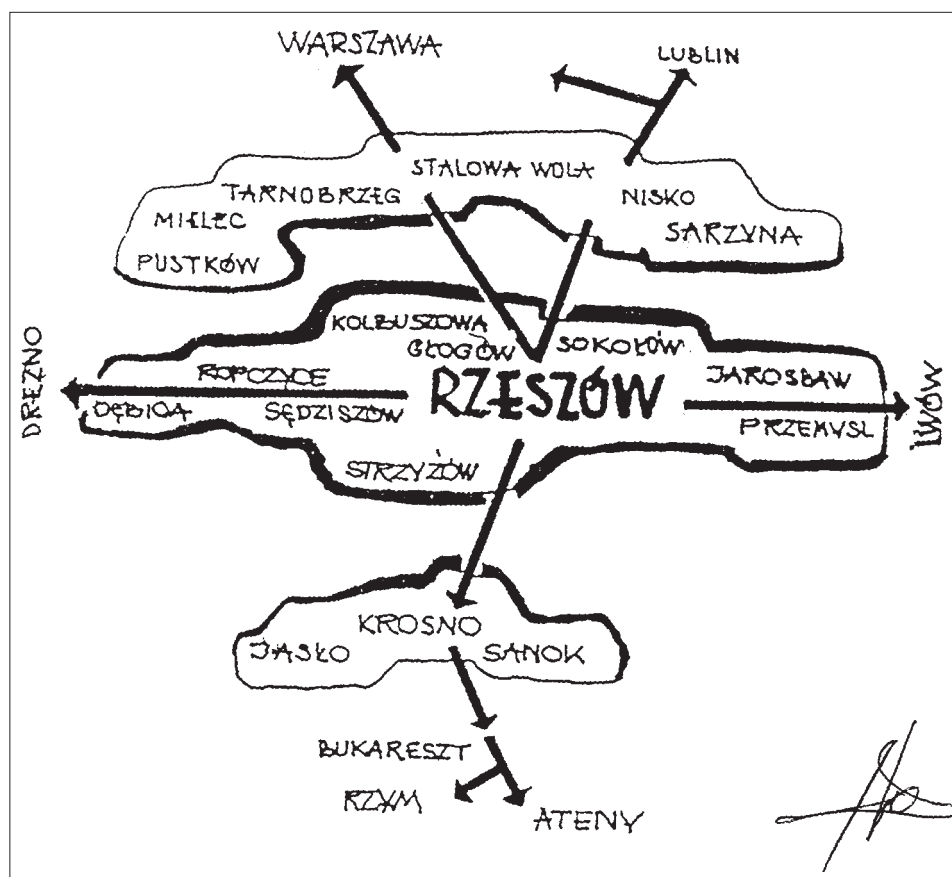 WARSZAWA
LUBLIN
STALOWA WOLA
TARNOBRZEG
NISKO
MIELEC
SARZYNA
PUSTKÓW
KOLBUSZOWA
GŁOGÓW
SOKOŁÓW
DREŻNO
ROPCZYCE
RZESZÓW
JAROSŁAW
LWÓW
DĘBICA
SĘDZISZÓW
PRZEMYSL
STRZYŻÓW
KROSNO
JASŁO
SANOK
BUKARESZT
RZYM
ATENY